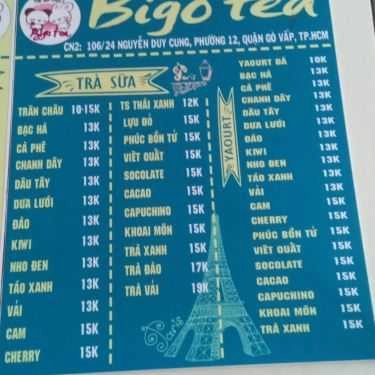 Bigo Tea
Bigo Tea
CN2: 106/24 NGUYỄN DUY CUNG, PHƯỜNG 12, QUẬN GÒ VẤP, TP.HCM
TRÀ SỮA
TRÂN CHÂU 10-15K
BẠC HÀ 13K
CÀ PHÊ 13K
CHANH DÂY 13K
DÂU TÂY 13K
DƯA LƯỚI 13K
ĐÀO 13K
KIWI 13K
NHO ĐEN 13K
TÁO XANH 13K
VẢI 13K
CAM 15K
CHERRY 15K
TS THÁI XANH 12K
LỰU ĐỎ 15K
PHÚC BỒN TỬ 15K
VIỆT QUẤT 15K
SOCOLATE 15K
CACAO 15K
CAPUCHINO 15K
KHOAI MÔN 15K
TRÀ XANH 15K
TRÀ ĐÀO 17K
TRÀ VẢI 19K
Paris
YAOURT
YAOURT ĐÁ 10K
BẠC HÀ 13K
CÀ PHÊ 13K
CHANH DÂY 13K
DÂU TÂY 13K
DƯA LƯỚI 13K
ĐÀO 13K
KIWI 13K
NHO ĐEN 13K
TÁO XANH 13K
VẢI 13K
CAM 15K
CHERRY 15K
PHÚC BỒN TỬ 15K
VIỆT QUẤT 15K
SOCOLATE 15K
CACAO 15K
CAPUCHINO 15K
KHOAI MÔN 15K
TRÀ XANH 15K